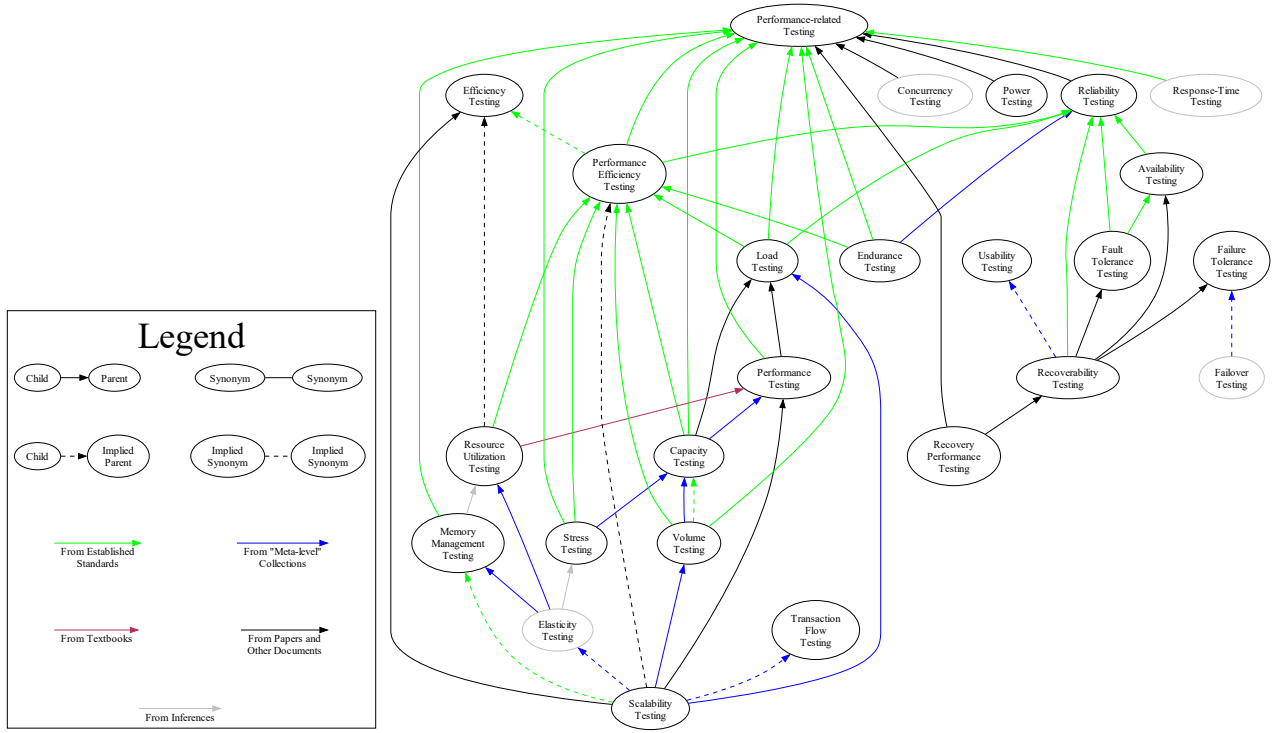 Performance-related
Testing
Efficiency
Testing
Concurrency
Testing
Power
Testing
Reliability
Testing
Response-Time
Testing
Performance
Efficiency
Testing
Availability
Testing
Load
Testing
Endurance
Testing
Usability
Testing
Fault
Tolerance
Testing
Failure
Tolerance
Testing
Performance
Testing
Recoverability
Testing
Failover
Testing
Resource
Utilization
Testing
Capacity
Testing
Recovery
Performance
Testing
Memory
Management
Testing
Stress
Testing
Volume
Testing
Elasticity
Testing
Transaction
Flow
Testing
Scalability
Testing
Legend
Child
Parent
Synonym
Synonym
Child
Implied
Parent
Implied
Synonym
Implied
Synonym
From Established
Standards
From "Meta-level"
Collections
From Textbooks
From Papers and
Other Documents
From Inferences